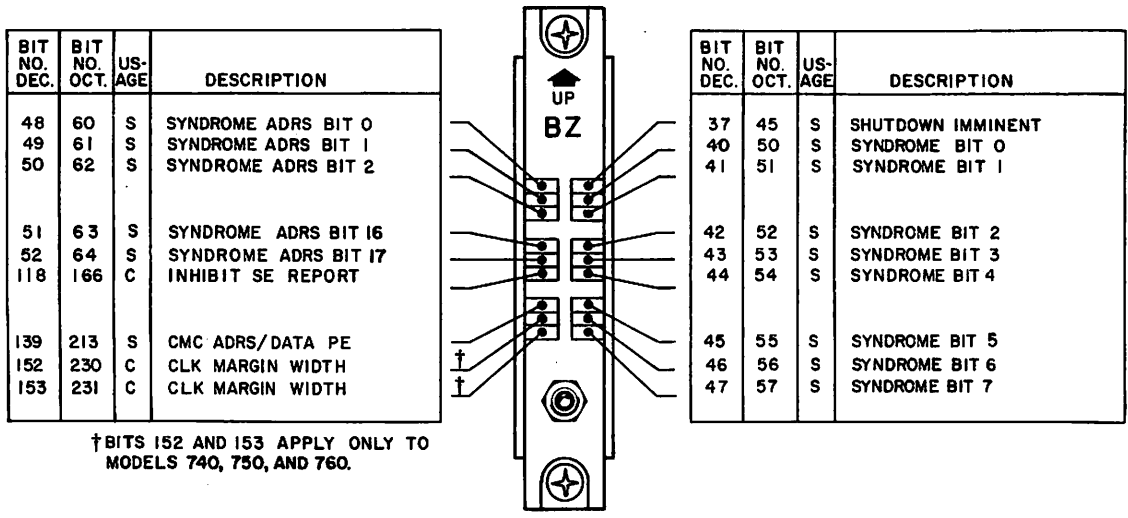 BIT NO. DEC. BIT NO. OCT. US-AGE DESCRIPTION
48 60 S SYNDROME ADRS BIT 0
49 61 S SYNDROME ADRS BIT 1
50 62 S SYNDROME ADRS BIT 2
51 63 S SYNDROME ADRS BIT 16
52 64 S SYNDROME ADRS BIT 17
118 166 C INHIBIT SE REPORT
139 213 S CMC ADRS/DATA PE
152 230 C CLK MARGIN WIDTH †
153 231 C CLK MARGIN WIDTH †
†BITS 152 AND 153 APPLY ONLY TO
MODELS 740, 750, AND 760.
UP
BZ
BIT NO. DEC. BIT NO. OCT. US-AGE DESCRIPTION
37 45 S SHUTDOWN IMMINENT
40 50 S SYNDROME BIT 0
41 51 S SYNDROME BIT 1
42 52 S SYNDROME BIT 2
43 53 S SYNDROME BIT 3
44 54 S SYNDROME BIT 4
45 55 S SYNDROME BIT 5
46 56 S SYNDROME BIT 6
47 57 S SYNDROME BIT 7